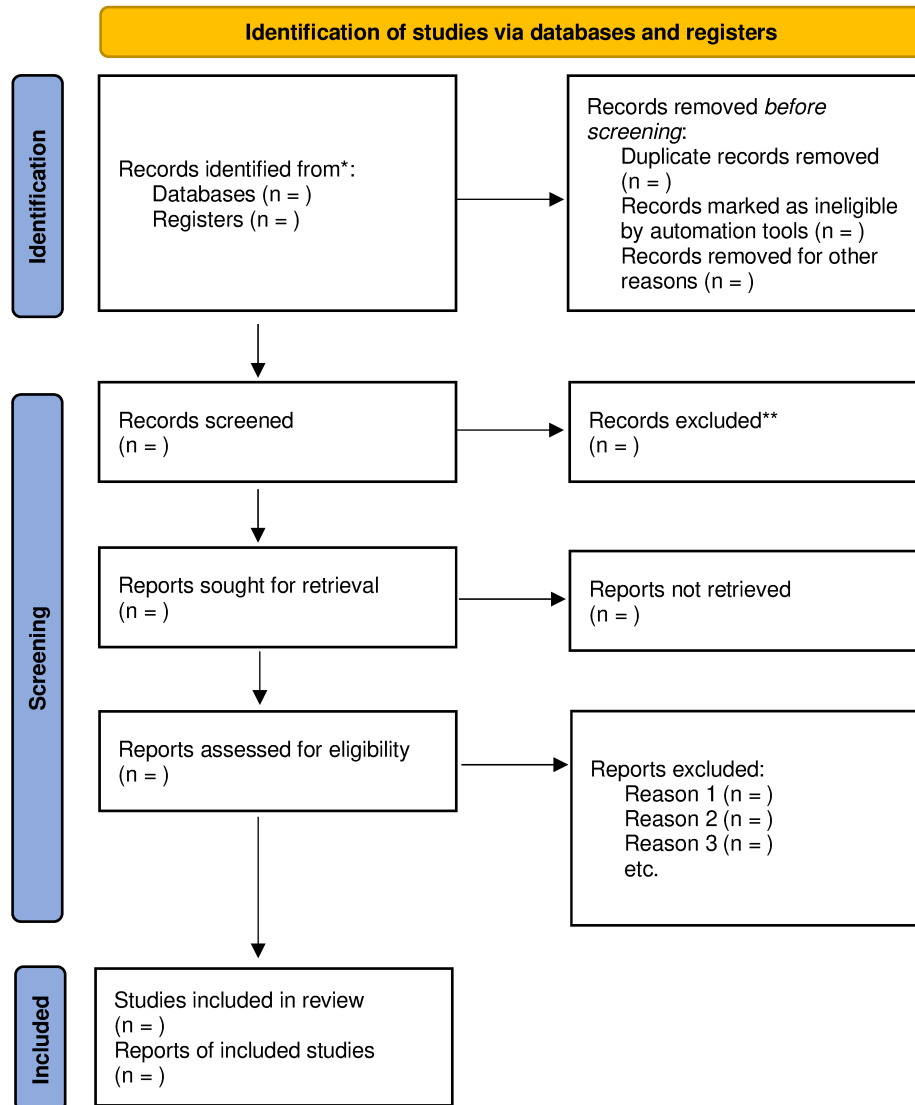 Identification of studies via databases and registers
Identification
Records identified from*:
Databases (n = )
Registers (n = )
Records removed before
screening:
Duplicate records removed
(n = )
Records marked as ineligible
by automation tools (n = )
Records removed for other
reasons (n = )
Screening
Records screened
(n = )
Records excluded**
(n = )
Reports sought for retrieval
(n = )
Reports not retrieved
(n = )
Reports assessed for eligibility
(n = )
Reports excluded:
Reason 1 (n = )
Reason 2 (n = )
Reason 3 (n = )
etc.
Included
Studies included in review
(n = )
Reports of included studies
(n = )